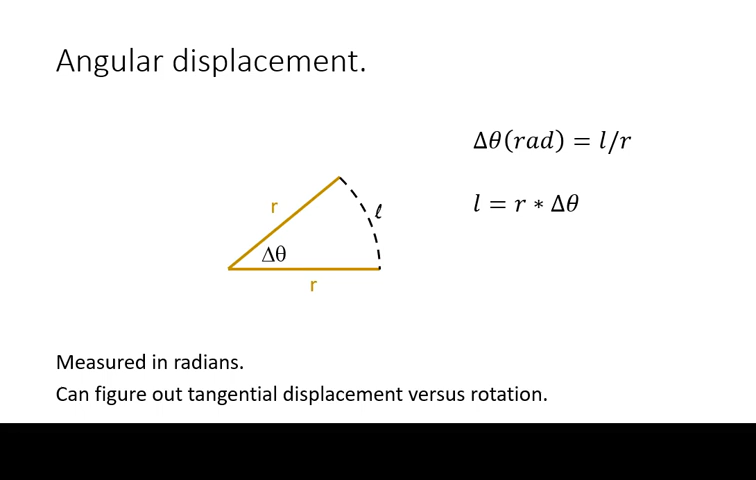 Angular displacement.
Δθ(rad) = l/r
l = r * Δθ
r
ℓ
Δθ
r
Measured in radians.
Can figure out tangential displacement versus rotation.